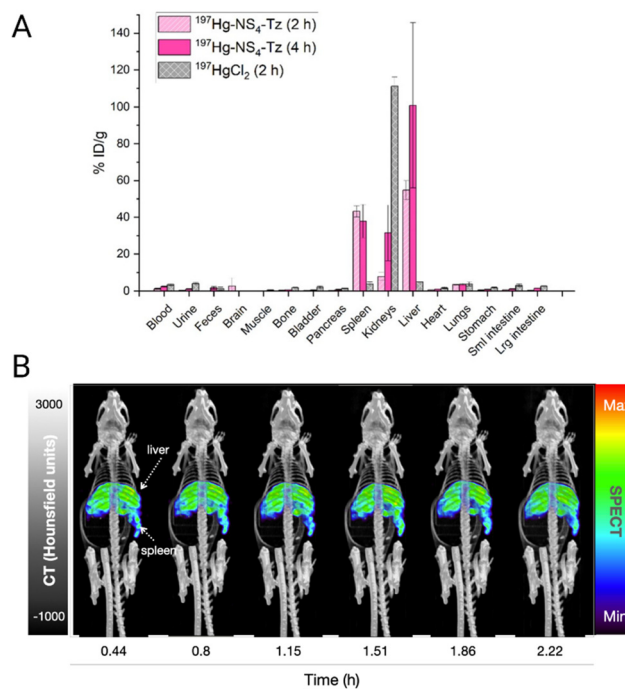 A
¹⁹⁷Hg-NS₄-Tz (2 h)
¹⁹⁷Hg-NS₄-Tz (4 h)
¹⁹⁷HgCl₂ (2 h)
% ID/g
140
120
100
80
60
40
20
0
Blood
Urine
Feces
Brain
Muscle
Bone
Bladder
Pancreas
Spleen
Kidneys
Liver
Heart
Lungs
Stomach
Sml intestine
Lrg intestine
B
3000
CT (Hounsfield units)
-1000
liver
spleen
Max
SPECT
Min
0.44 0.8 1.15 1.51 1.86 2.22
Time (h)